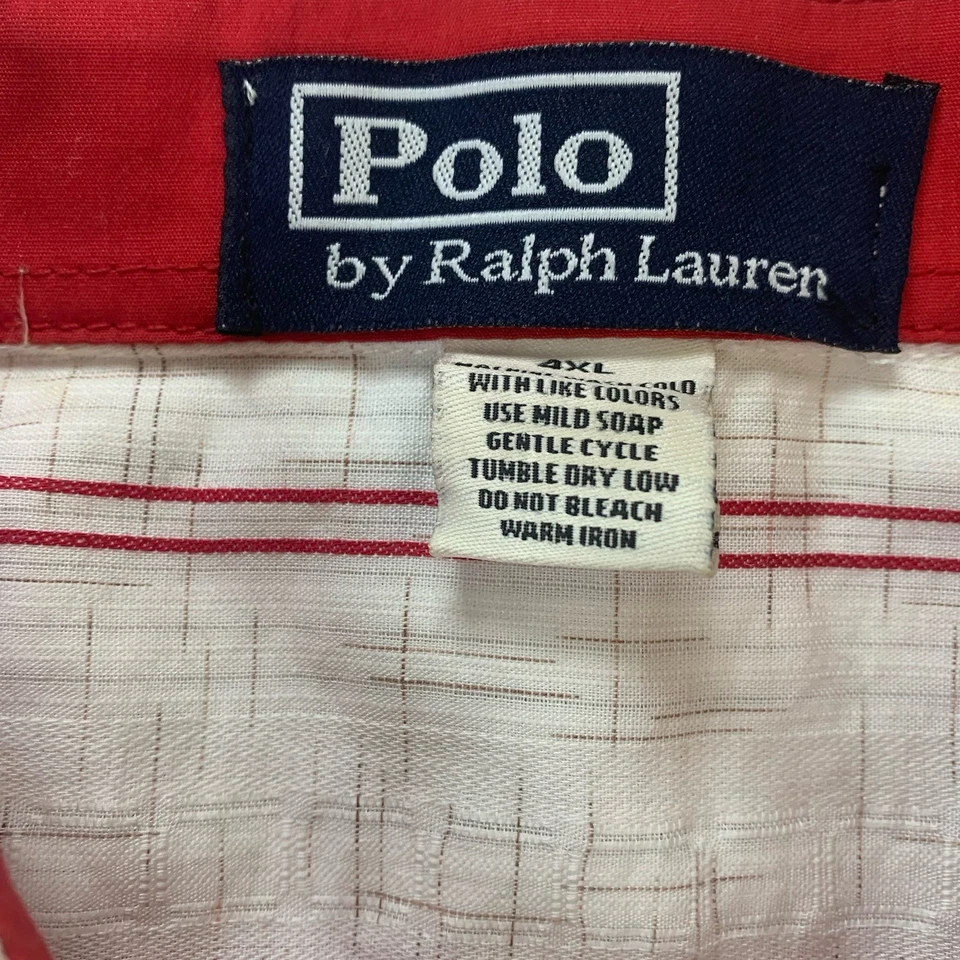 Polo
by Ralph Lauren
4XL
COLD
WITH LIKE COLORS
USE MILD SOAP
GENTLE CYCLE
TUMBLE DRY LOW
DO NOT BLEACH
WARM IRON